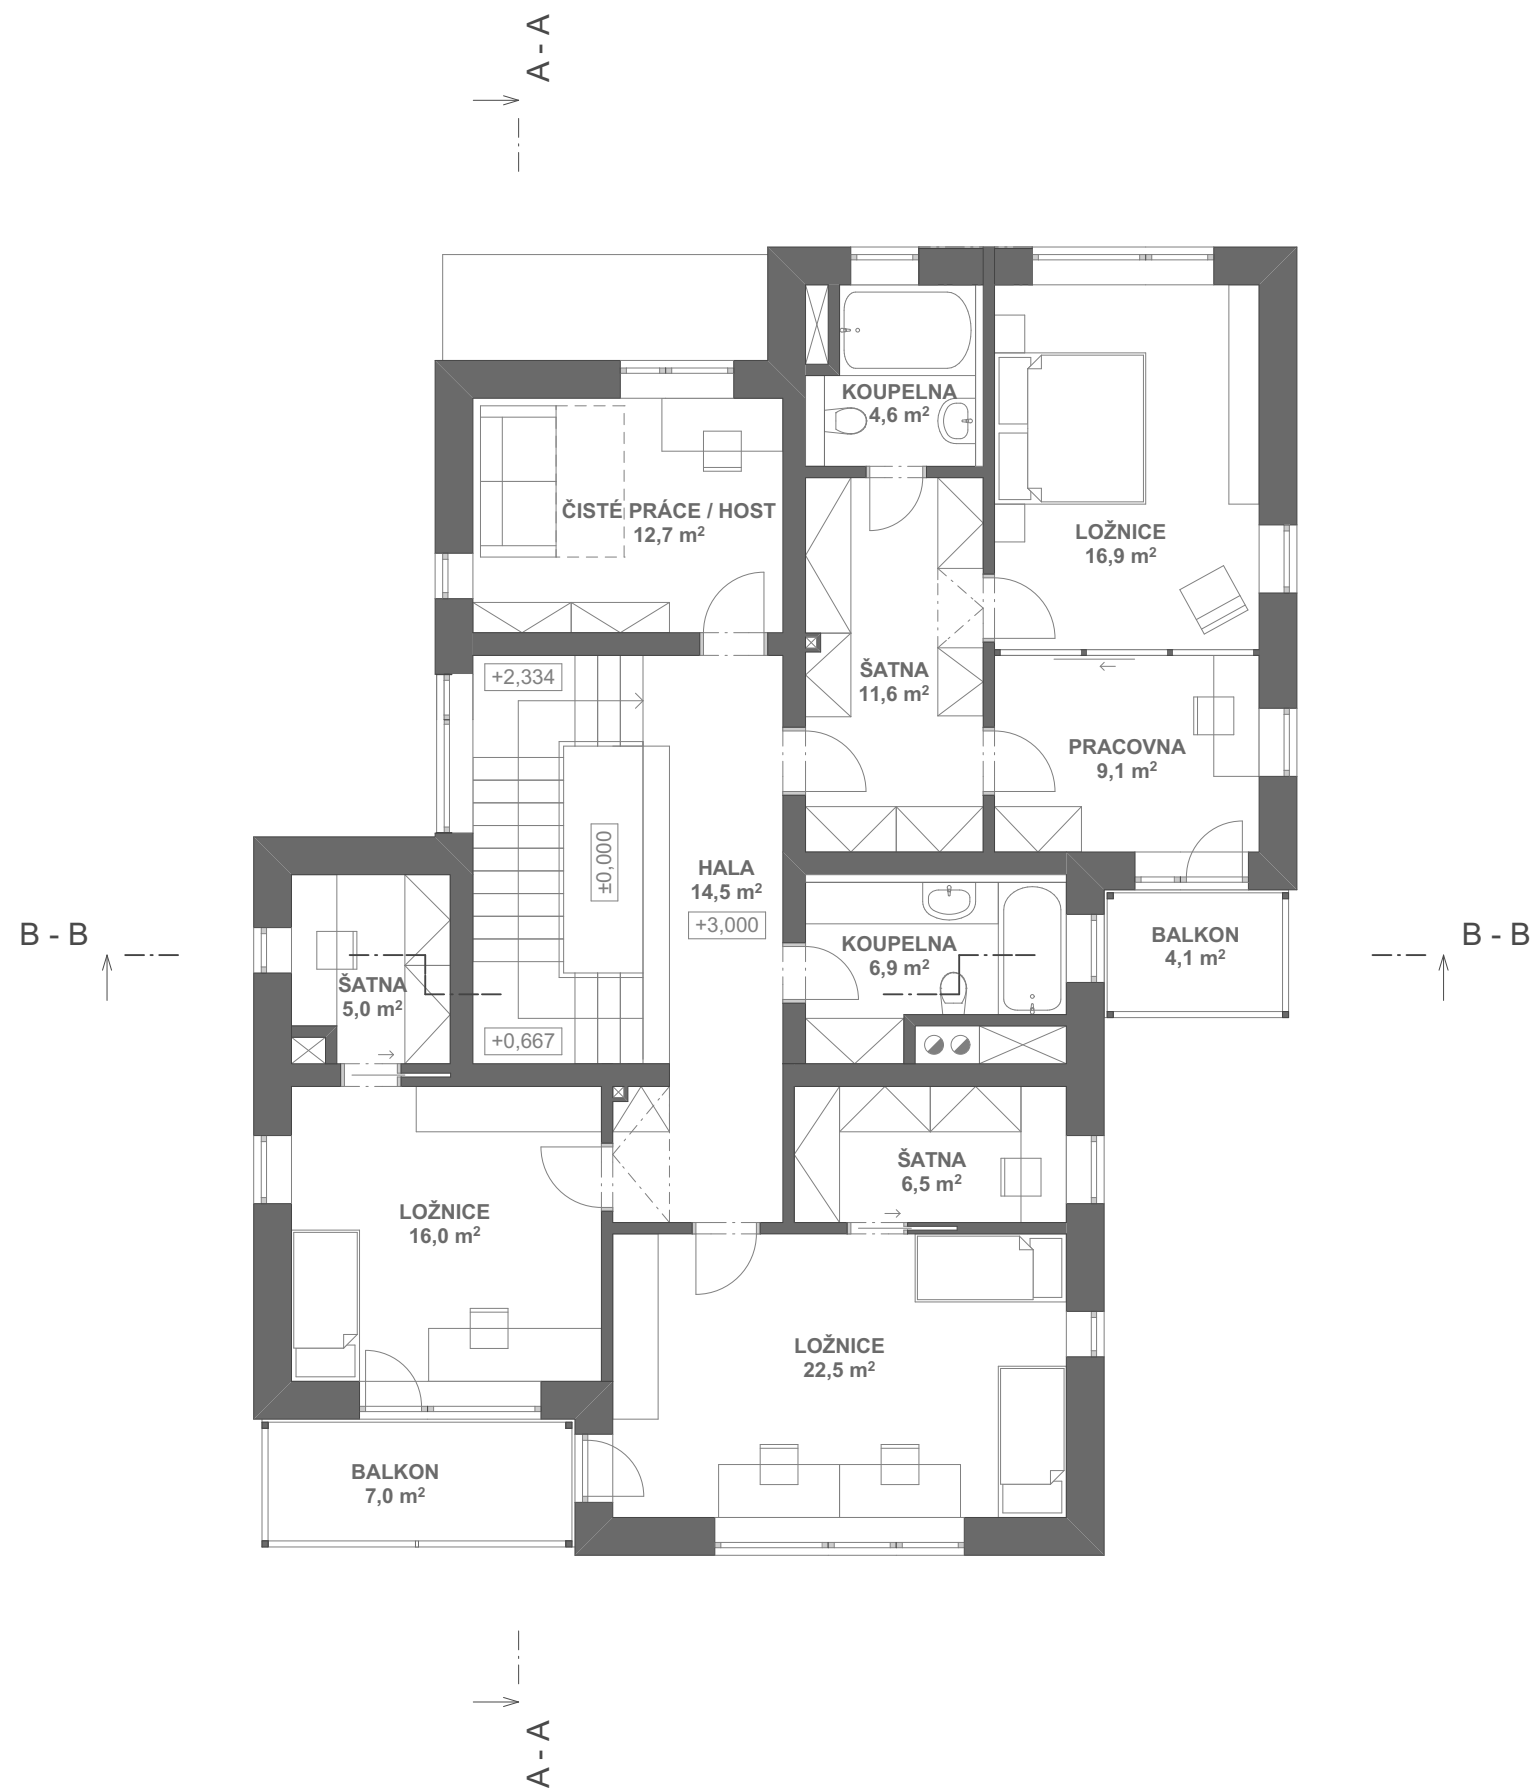 A - A
KOUPELNA
4,6 m²
ČISTÉ PRÁCE / HOST
12,7 m²
LOŽNICE
16,9 m²
+2,334
ŠATNA
11,6 m²
PRACOVNA
9,1 m²
±0,000
HALA
14,5 m²
+3,000
B - B
KOUPELNA
6,9 m²
BALKON
4,1 m²
B - B
ŠATNA
5,0 m²
+0,667
ŠATNA
6,5 m²
LOŽNICE
16,0 m²
LOŽNICE
22,5 m²
BALKON
7,0 m²
A - A